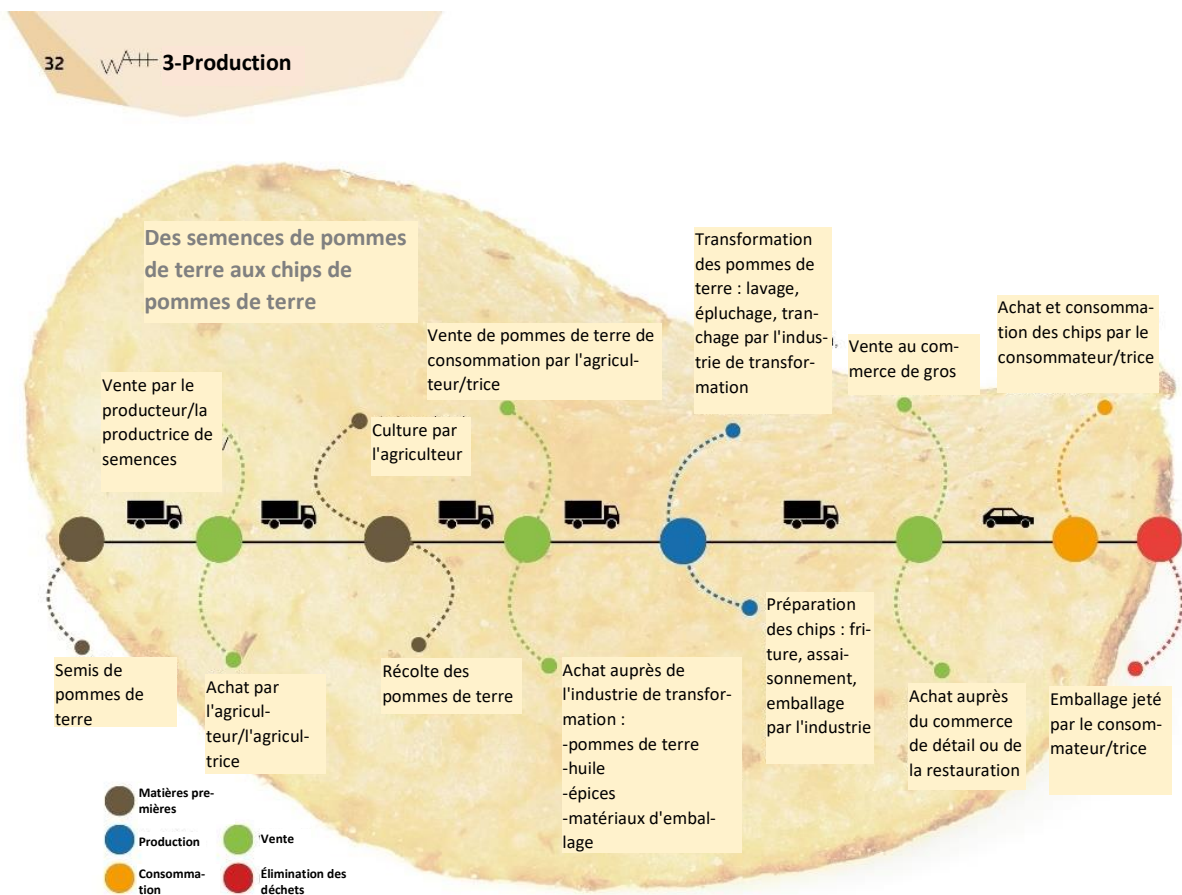 32
WAH 3-Production
Des semences de pommes
de terre aux chips de
pommes de terre
Transformation
des pommes de
terre : lavage,
épluchage, tran-
chage par l'indus-
trie de transfor-
mation
Achat et consomma-
tion des chips par le
consommateur/trice
Vente de pommes de terre de
consommation par l'agricul-
teur/trice
Vente au com-
merce de gros
Vente par le
producteur/la
productrice de
semences
Culture par
l'agriculteur
Semis de
pommes de
terre
Achat par
l'agricul-
teur/l'agricul-
trice
Récolte des
pommes de terre
Achat auprès de
l'industrie de transfor-
mation :
-pommes de terre
-huile
-épices
-matériaux d'embal-
lage
Préparation
des chips : fri-
ture, assai-
sonnement,
emballage
par l'industrie
Achat auprès
du commerce
de détail ou de
la restauration
Emballage jeté
par le consom-
mateur/trice
Matières pre-
mières
Production
Vente
Consomma-
tion
Élimination des
déchets